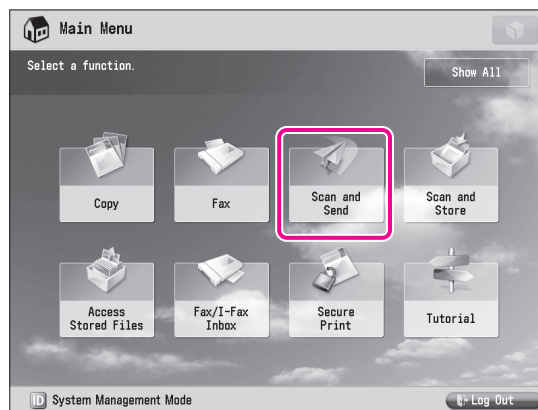 Main Menu
Select a function.
Show All
Copy
Fax
Scan and
Send
Scan and
Store
Access
Stored Files
Fax/I-Fax
Inbox
Secure
Print
Tutorial
ID System Management Mode
Log Out